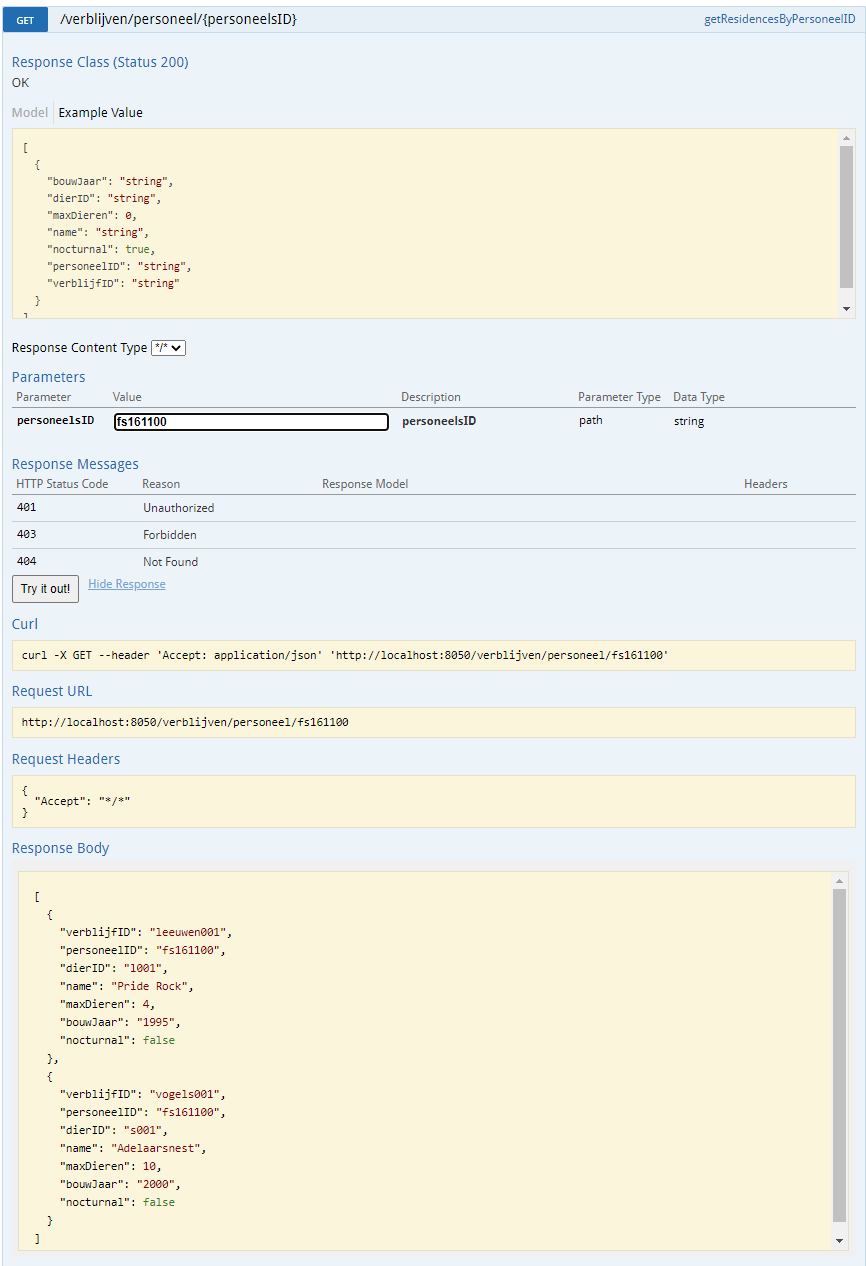 GET /verblijven/personeel/{personeelsID} getResidencesByPersoneelID
Response Class (Status 200)
OK
Model Example Value
[
  {
    "bouwJaar": "string",
    "dierID": "string",
    "maxDieren": 0,
    "name": "string",
    "nocturnal": true,
    "personeelID": "string",
    "verblijfID": "string"
  }
]
Response Content Type */*
Parameters
Parameter Value Description Parameter Type Data Type
personeelsID fs161100 personeelsID path string
Response Messages
HTTP Status Code Reason Response Model Headers
401 Unauthorized
403 Forbidden
404 Not Found
Try it out! Hide Response
Curl
curl -X GET --header 'Accept: application/json' 'http://localhost:8050/verblijven/personeel/fs161100'
Request URL
http://localhost:8050/verblijven/personeel/fs161100
Request Headers
{
  "Accept": "*/*"
}
Response Body
[
  {
    "verblijfID": "leeuwen001",
    "personeelID": "fs161100",
    "dierID": "l001",
    "name": "Pride Rock",
    "maxDieren": 4,
    "bouwJaar": "1995",
    "nocturnal": false
  },
  {
    "verblijfID": "vogels001",
    "personeelID": "fs161100",
    "dierID": "s001",
    "name": "Adelaarsnest",
    "maxDieren": 10,
    "bouwJaar": "2000",
    "nocturnal": false
  }
]